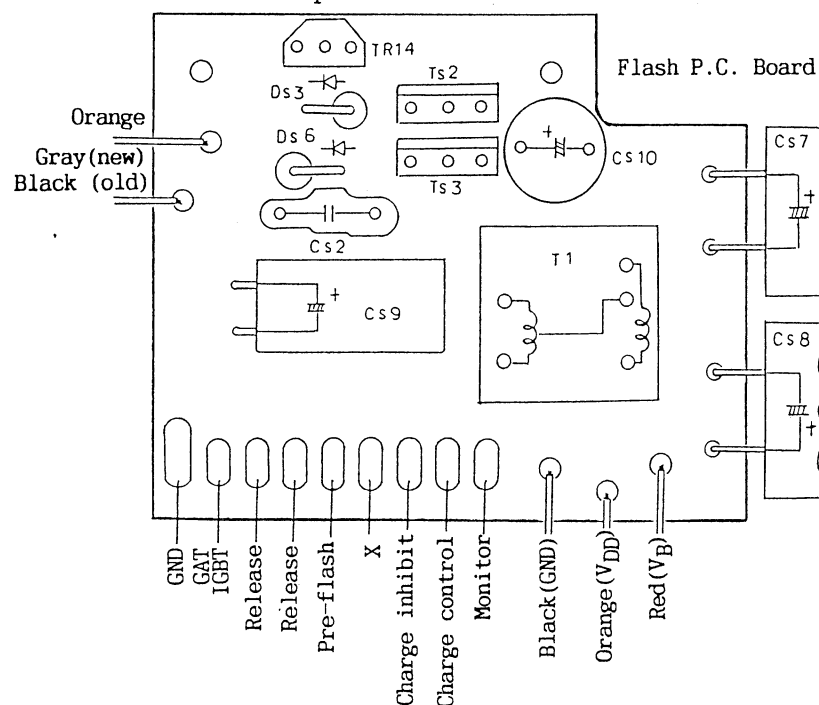 TR14
Flash P.C. Board
Ts2
Ds3
Orange
Ds6
Gray(new)
Black (old)
Ts3
Cs10
Cs7
Cs2
T1
Cs9
Cs8
GND
GAT
IGBT
Release
Release
Pre-flash
X
Charge inhibit
Charge control
Monitor
Black(GND)
Orange(VDD)
Red(VB)